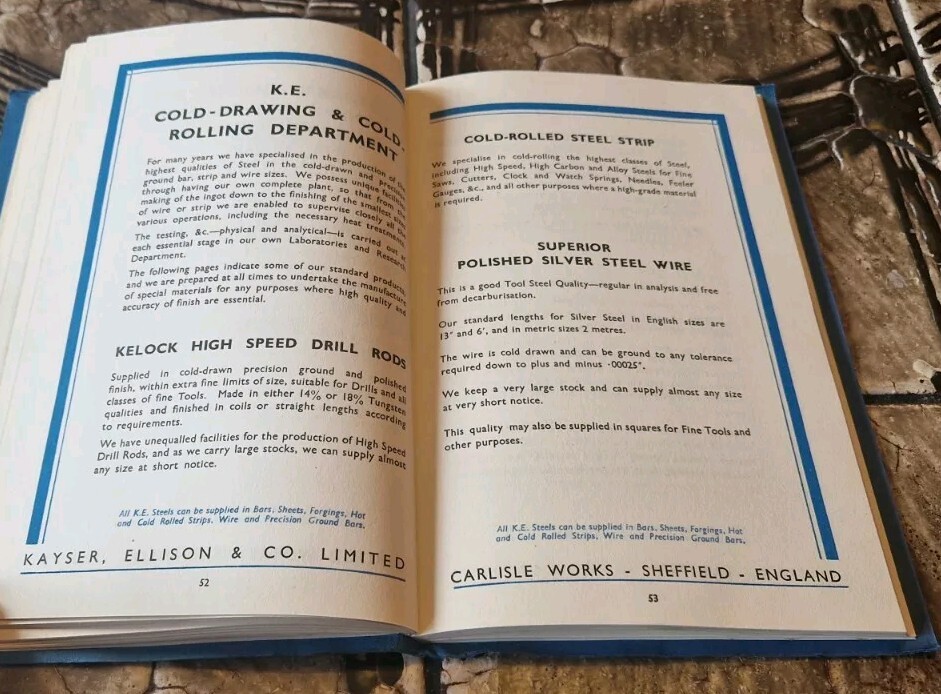 K.E.
COLD-DRAWING & COLD-
ROLLING DEPARTMENT
For many years we have specialised in the production of the
highest qualities of Steel in the cold-drawn and precision
ground bar, strip and wire sizes. We possess unique facilities
through having our own complete plant, so that from the
making of the ingot down to the finishing of the smallest sizes
of wire or strip we are enabled to supervise closely all the
various operations, including the necessary heat treatments.
The testing, &c.—physical and analytical—is carried out at
each essential stage in our own Laboratories and Research
Department.
The following pages indicate some of our standard products,
and we are prepared at all times to undertake the manufacture
of special materials for any purposes where high quality and
accuracy of finish are essential.
KELOCK HIGH SPEED DRILL RODS
Supplied in cold-drawn precision ground and polished
finish, within extra fine limits of size, suitable for Drills and all
classes of fine Tools. Made in either 14% or 18% Tungsten
qualities and finished in coils or straight lengths according
to requirements.
We have unequalled facilities for the production of High Speed
Drill Rods, and as we carry large stocks, we can supply almost
any size at short notice.
All K.E. Steels can be supplied in Bars, Sheets, Forgings, Hot
and Cold Rolled Strips, Wire and Precision Ground Bars.
KAYSER, ELLISON & CO. LIMITED
52
COLD-ROLLED STEEL STRIP
We specialise in cold-rolling the highest classes of Steel,
including High Speed, High Carbon and Alloy Steels for Fine
Saws, Cutters, Clock and Watch Springs, Needles, Feeler
Gauges, &c., and all other purposes where a high-grade material
is required.
SUPERIOR
POLISHED SILVER STEEL WIRE
This is a good Tool Steel Quality—regular in analysis and free
from decarburisation.
Our standard lengths for Silver Steel in English sizes are
13" and 6', and in metric sizes 2 metres.
The wire is cold drawn and can be ground to any tolerance
required down to plus and minus ·00025".
We keep a very large stock and can supply almost any size
at very short notice.
This quality may also be supplied in squares for Fine Tools and
other purposes.
All K.E. Steels can be supplied in Bars, Sheets, Forgings, Hot
and Cold Rolled Strips, Wire and Precision Ground Bars.
CARLISLE WORKS - SHEFFIELD - ENGLAND
53